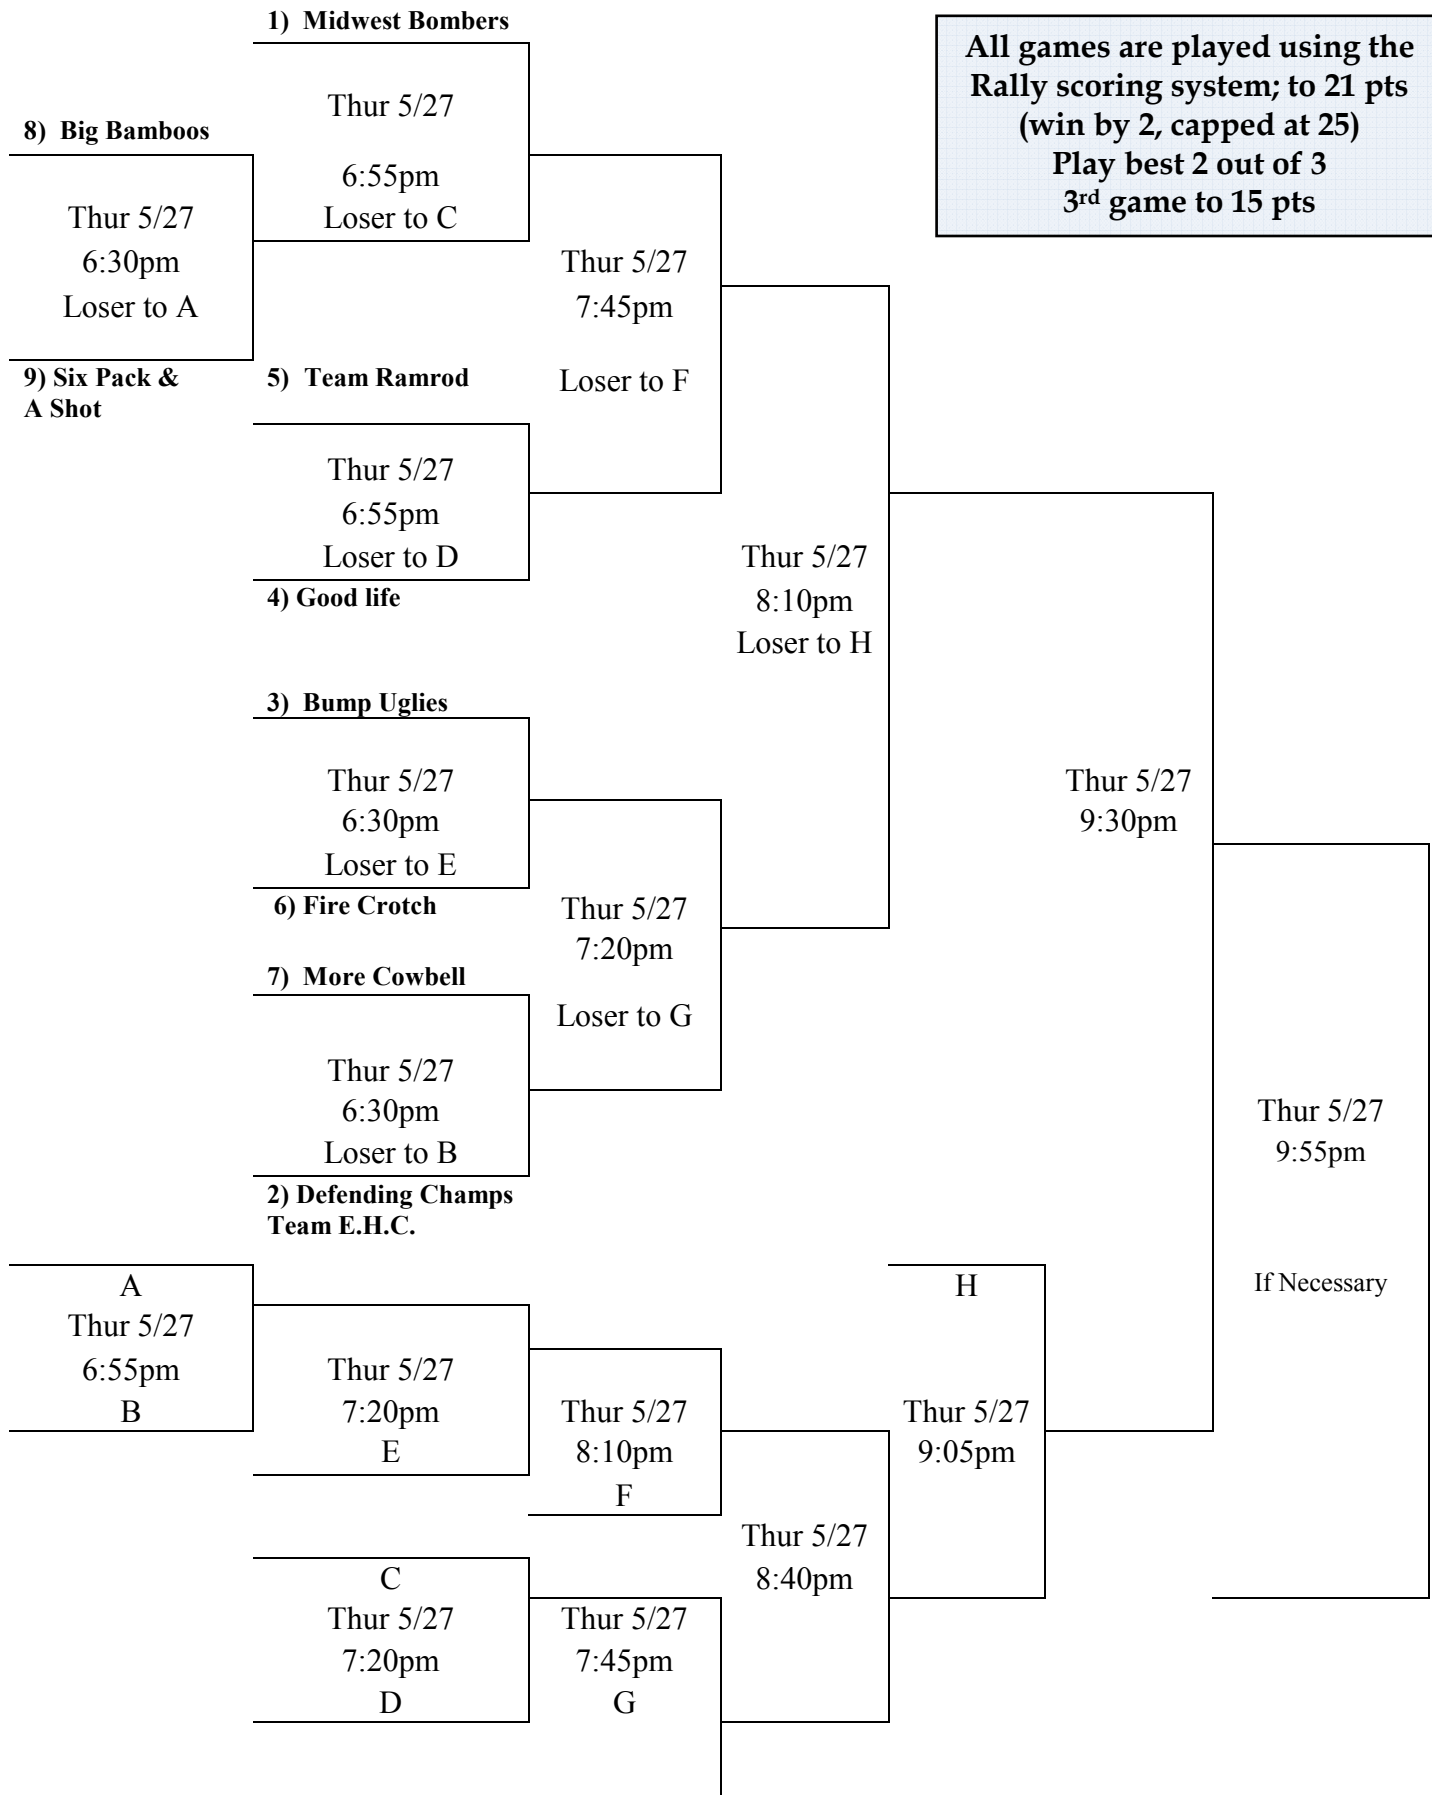 1)  Midwest Bombers
All games are played using the
Rally scoring system; to 21 pts
(win by 2, capped at 25)
Play best 2 out of 3
3rd game to 15 pts
Thur 5/27
6:55pm
Loser to C
8)  Big Bamboos
Thur 5/27
6:30pm
Loser to A
9) Six Pack &
A Shot
Thur 5/27
7:45pm
Loser to F
5)  Team Ramrod
Thur 5/27
6:55pm
Loser to D
4) Good life
Thur 5/27
8:10pm
Loser to H
3)  Bump Uglies
Thur 5/27
6:30pm
Loser to E
6) Fire Crotch
Thur 5/27
7:20pm
Loser to G
7)  More Cowbell
Thur 5/27
6:30pm
Loser to B
2) Defending Champs
Team E.H.C.
Thur 5/27
9:30pm
Thur 5/27
9:55pm
If Necessary
A
Thur 5/27
6:55pm
B
Thur 5/27
7:20pm
E
Thur 5/27
8:10pm
F
H
Thur 5/27
9:05pm
Thur 5/27
8:40pm
C
Thur 5/27
7:20pm
D
Thur 5/27
7:45pm
G